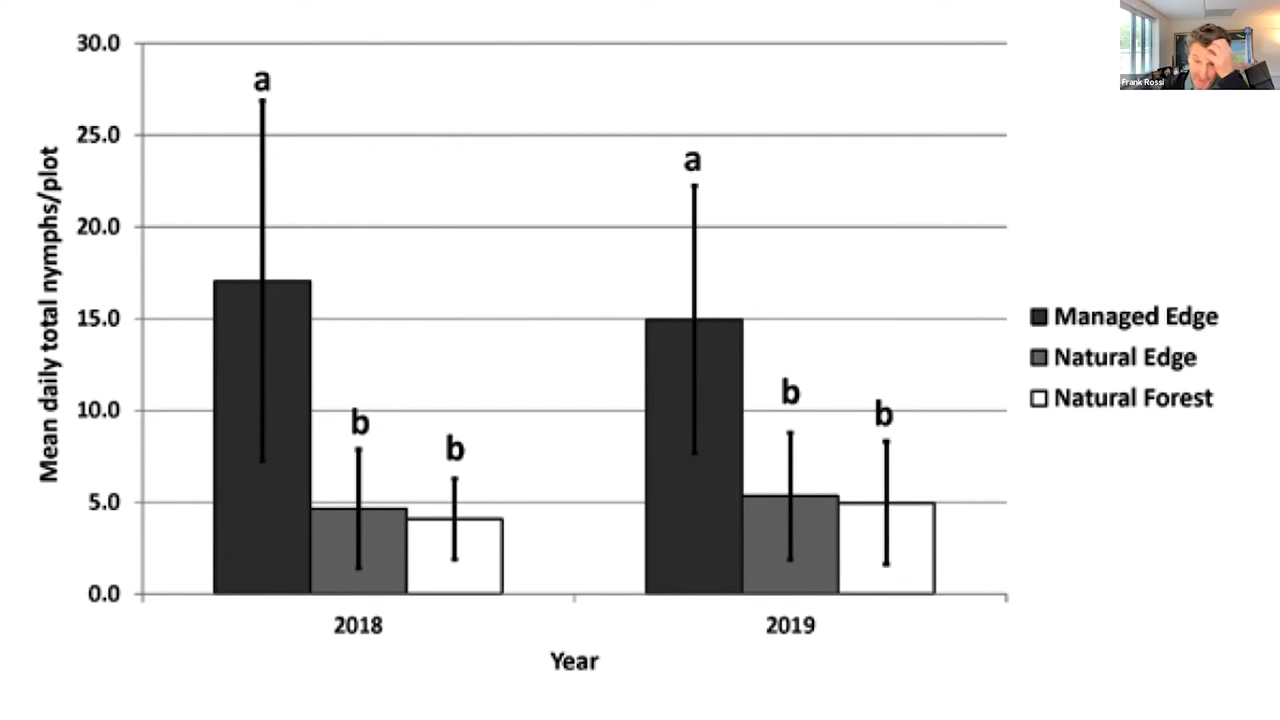 Frank Rossi
Mean daily total nymphs/plot
30.0
25.0
20.0
15.0
10.0
5.0
0.0
a
b
b
a
b
b
2018
2019
Year
Managed Edge
Natural Edge
Natural Forest